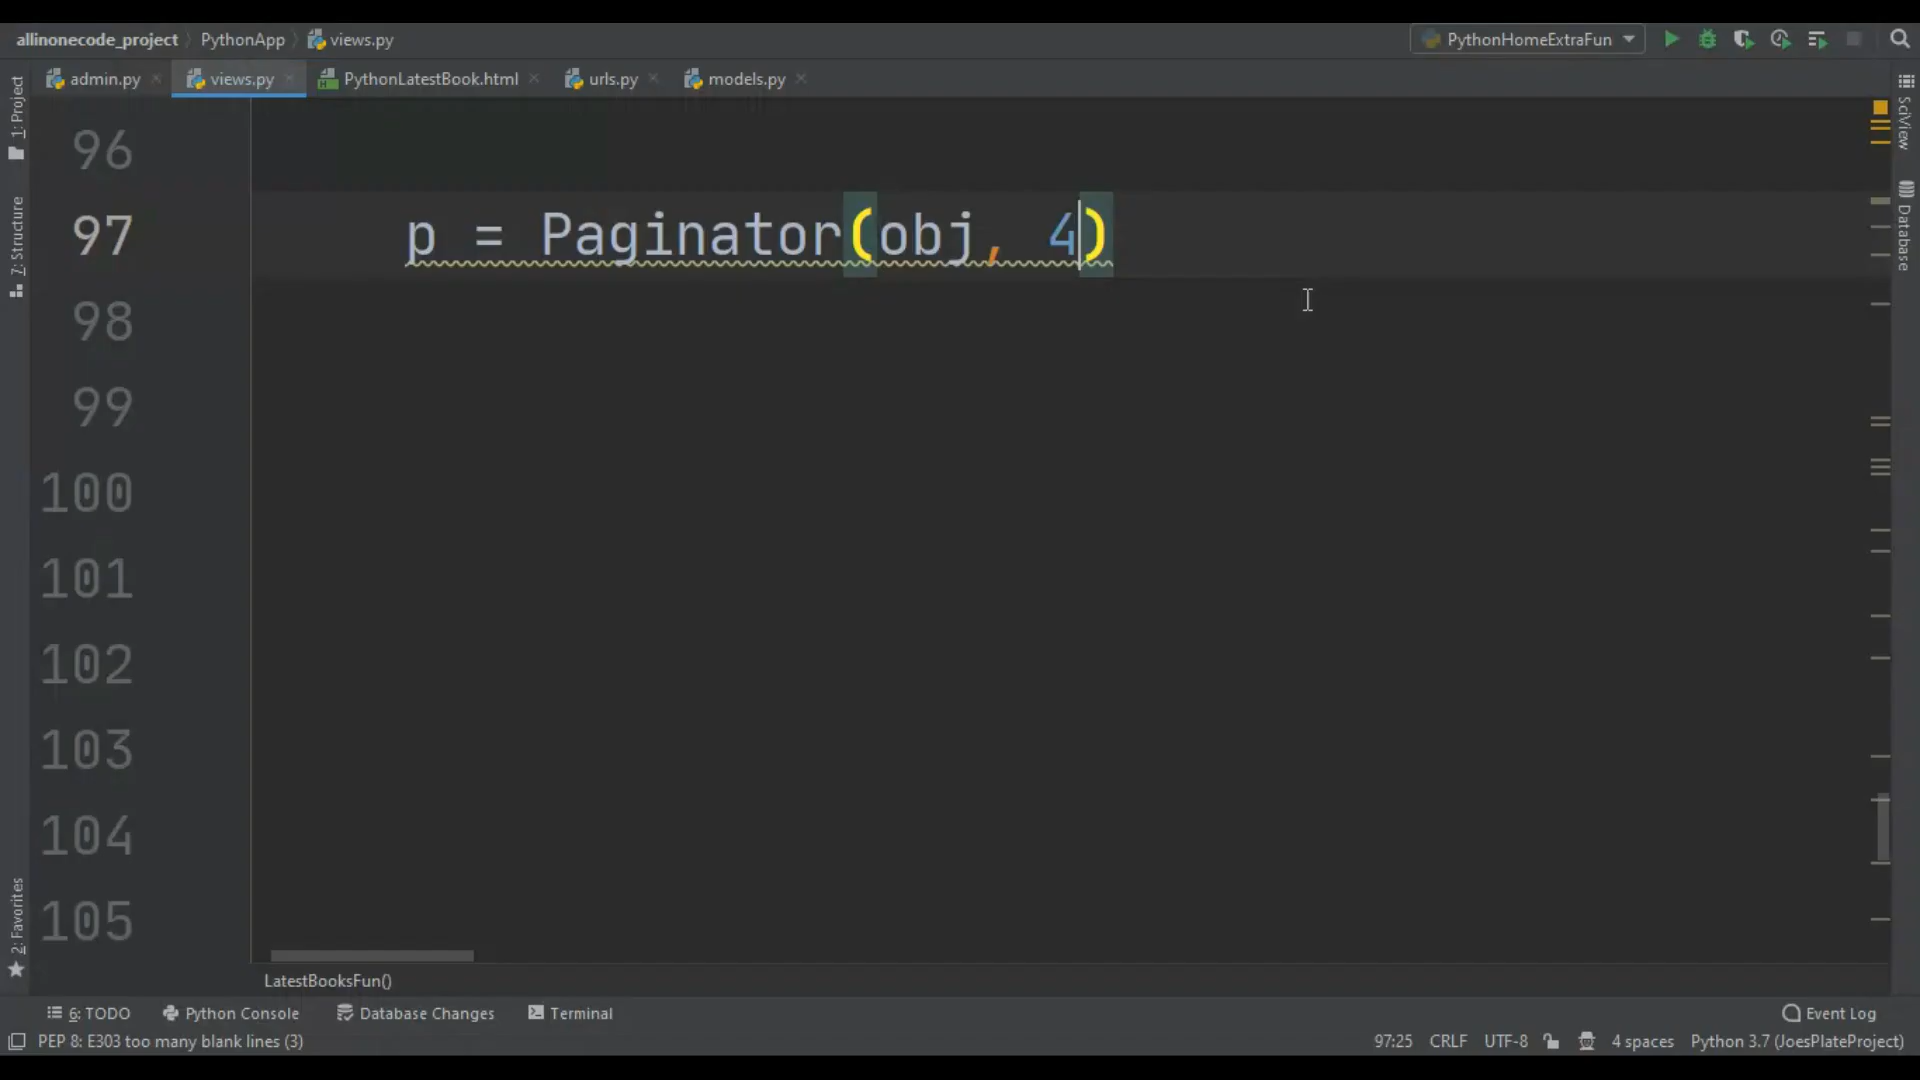 allinonecode_project PythonApp views.py PythonHomeExtraFun
admin.py views.py PythonLatestBook.html urls.py models.py
1: Project
7: Structure
2: Favorites
96
97 p = Paginator(obj, 4)
98
99
100
101
102
103
104
105
SciView
Database
LatestBooksFun()
6: TODO Python Console Database Changes Terminal Event Log
PEP 8: E303 too many blank lines (3) 97:25 CRLF UTF-8 4 spaces Python 3.7 (JoesPlateProject)